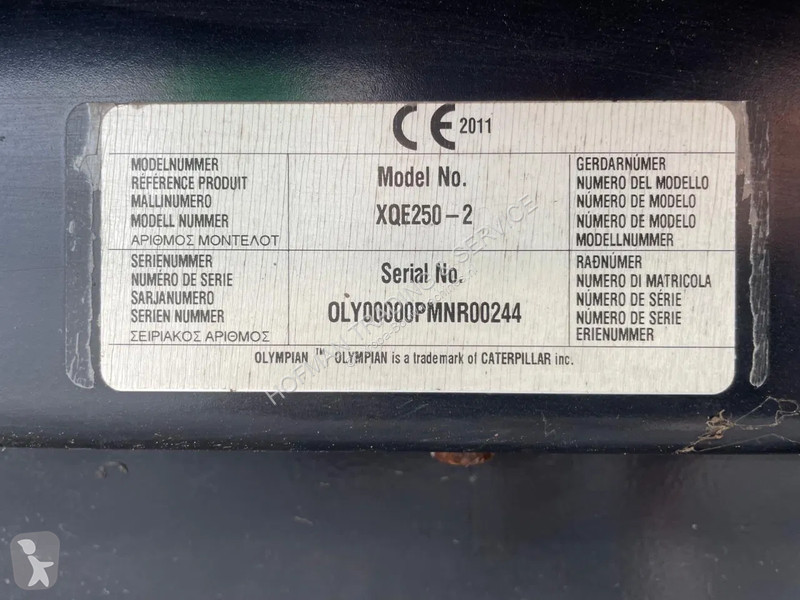 CE 2011
MODELNUMMER
RÉFÉRENCE PRODUIT
MALLINUMERO
MODELL NUMMER
ΑΡΙΘΜΟΣ ΜΟΝΤΕΛΟΤ
Model No.
XQE250-2
GERDARNÚMER
NUMERO DEL MODELLO
NÚMERO DE MODELO
NÚMERO DE MODELO
MODELLNUMMER
SERIENUMMER
NUMÉRO DE SERIE
SARJANUMERO
SERIEN NUMMER
ΣΕΙΡΙΑΚΟΣ ΑΡΙΘΜΟΣ
Serial No.
OLY00000PMNR00244
RAÐNÚMER
NUMERO DI MATRICOLA
NÚMERO DE SÉRIE
NÚMERO DE SÉRIE
ERIENUMMER
OLYMPIAN ™ OLYMPIAN is a trademark of CATERPILLAR inc.